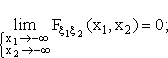 lim F_{ξ₁ξ₂}(x₁, x₂) = 0;
{x₁→-∞
x₂→-∞